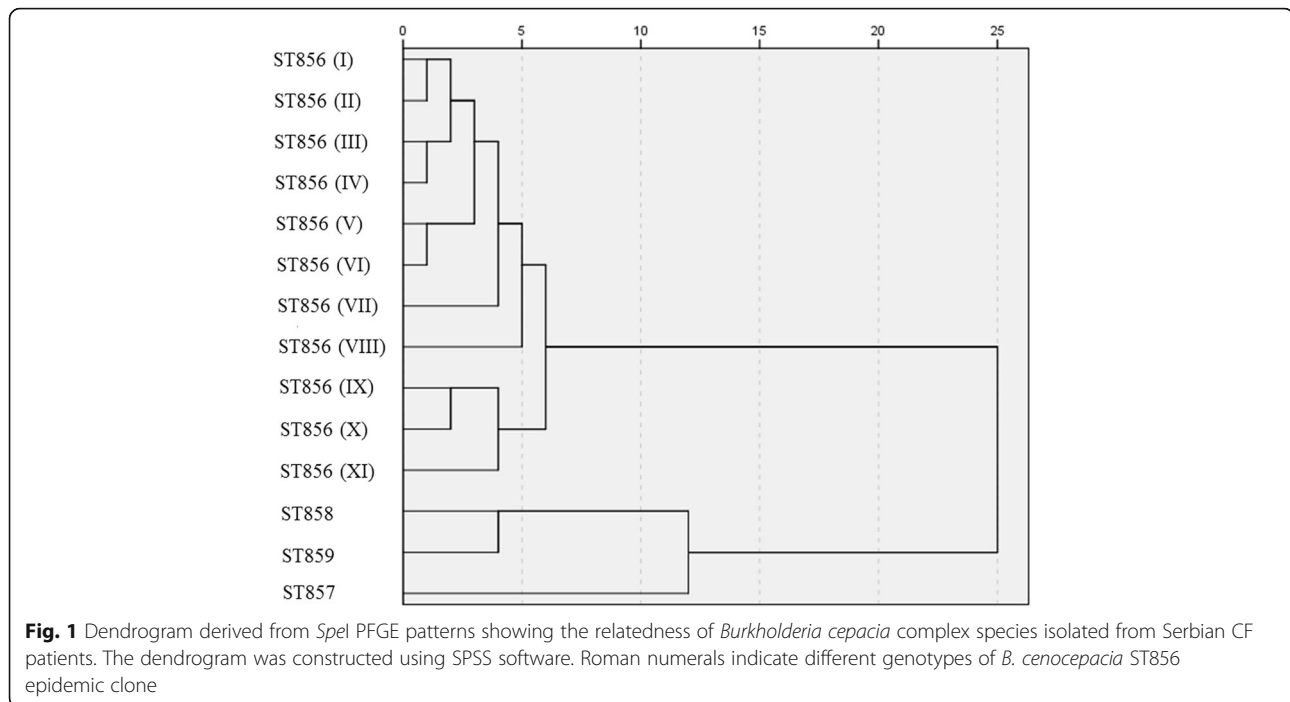 0 5 10 15 20 25
ST856 (I)
ST856 (II)
ST856 (III)
ST856 (IV)
ST856 (V)
ST856 (VI)
ST856 (VII)
ST856 (VIII)
ST856 (IX)
ST856 (X)
ST856 (XI)
ST858
ST859
ST857
Fig. 1 Dendrogram derived from SpeI PFGE patterns showing the relatedness of Burkholderia cepacia complex species isolated from Serbian CF
patients. The dendrogram was constructed using SPSS software. Roman numerals indicate different genotypes of B. cenocepacia ST856
epidemic clone